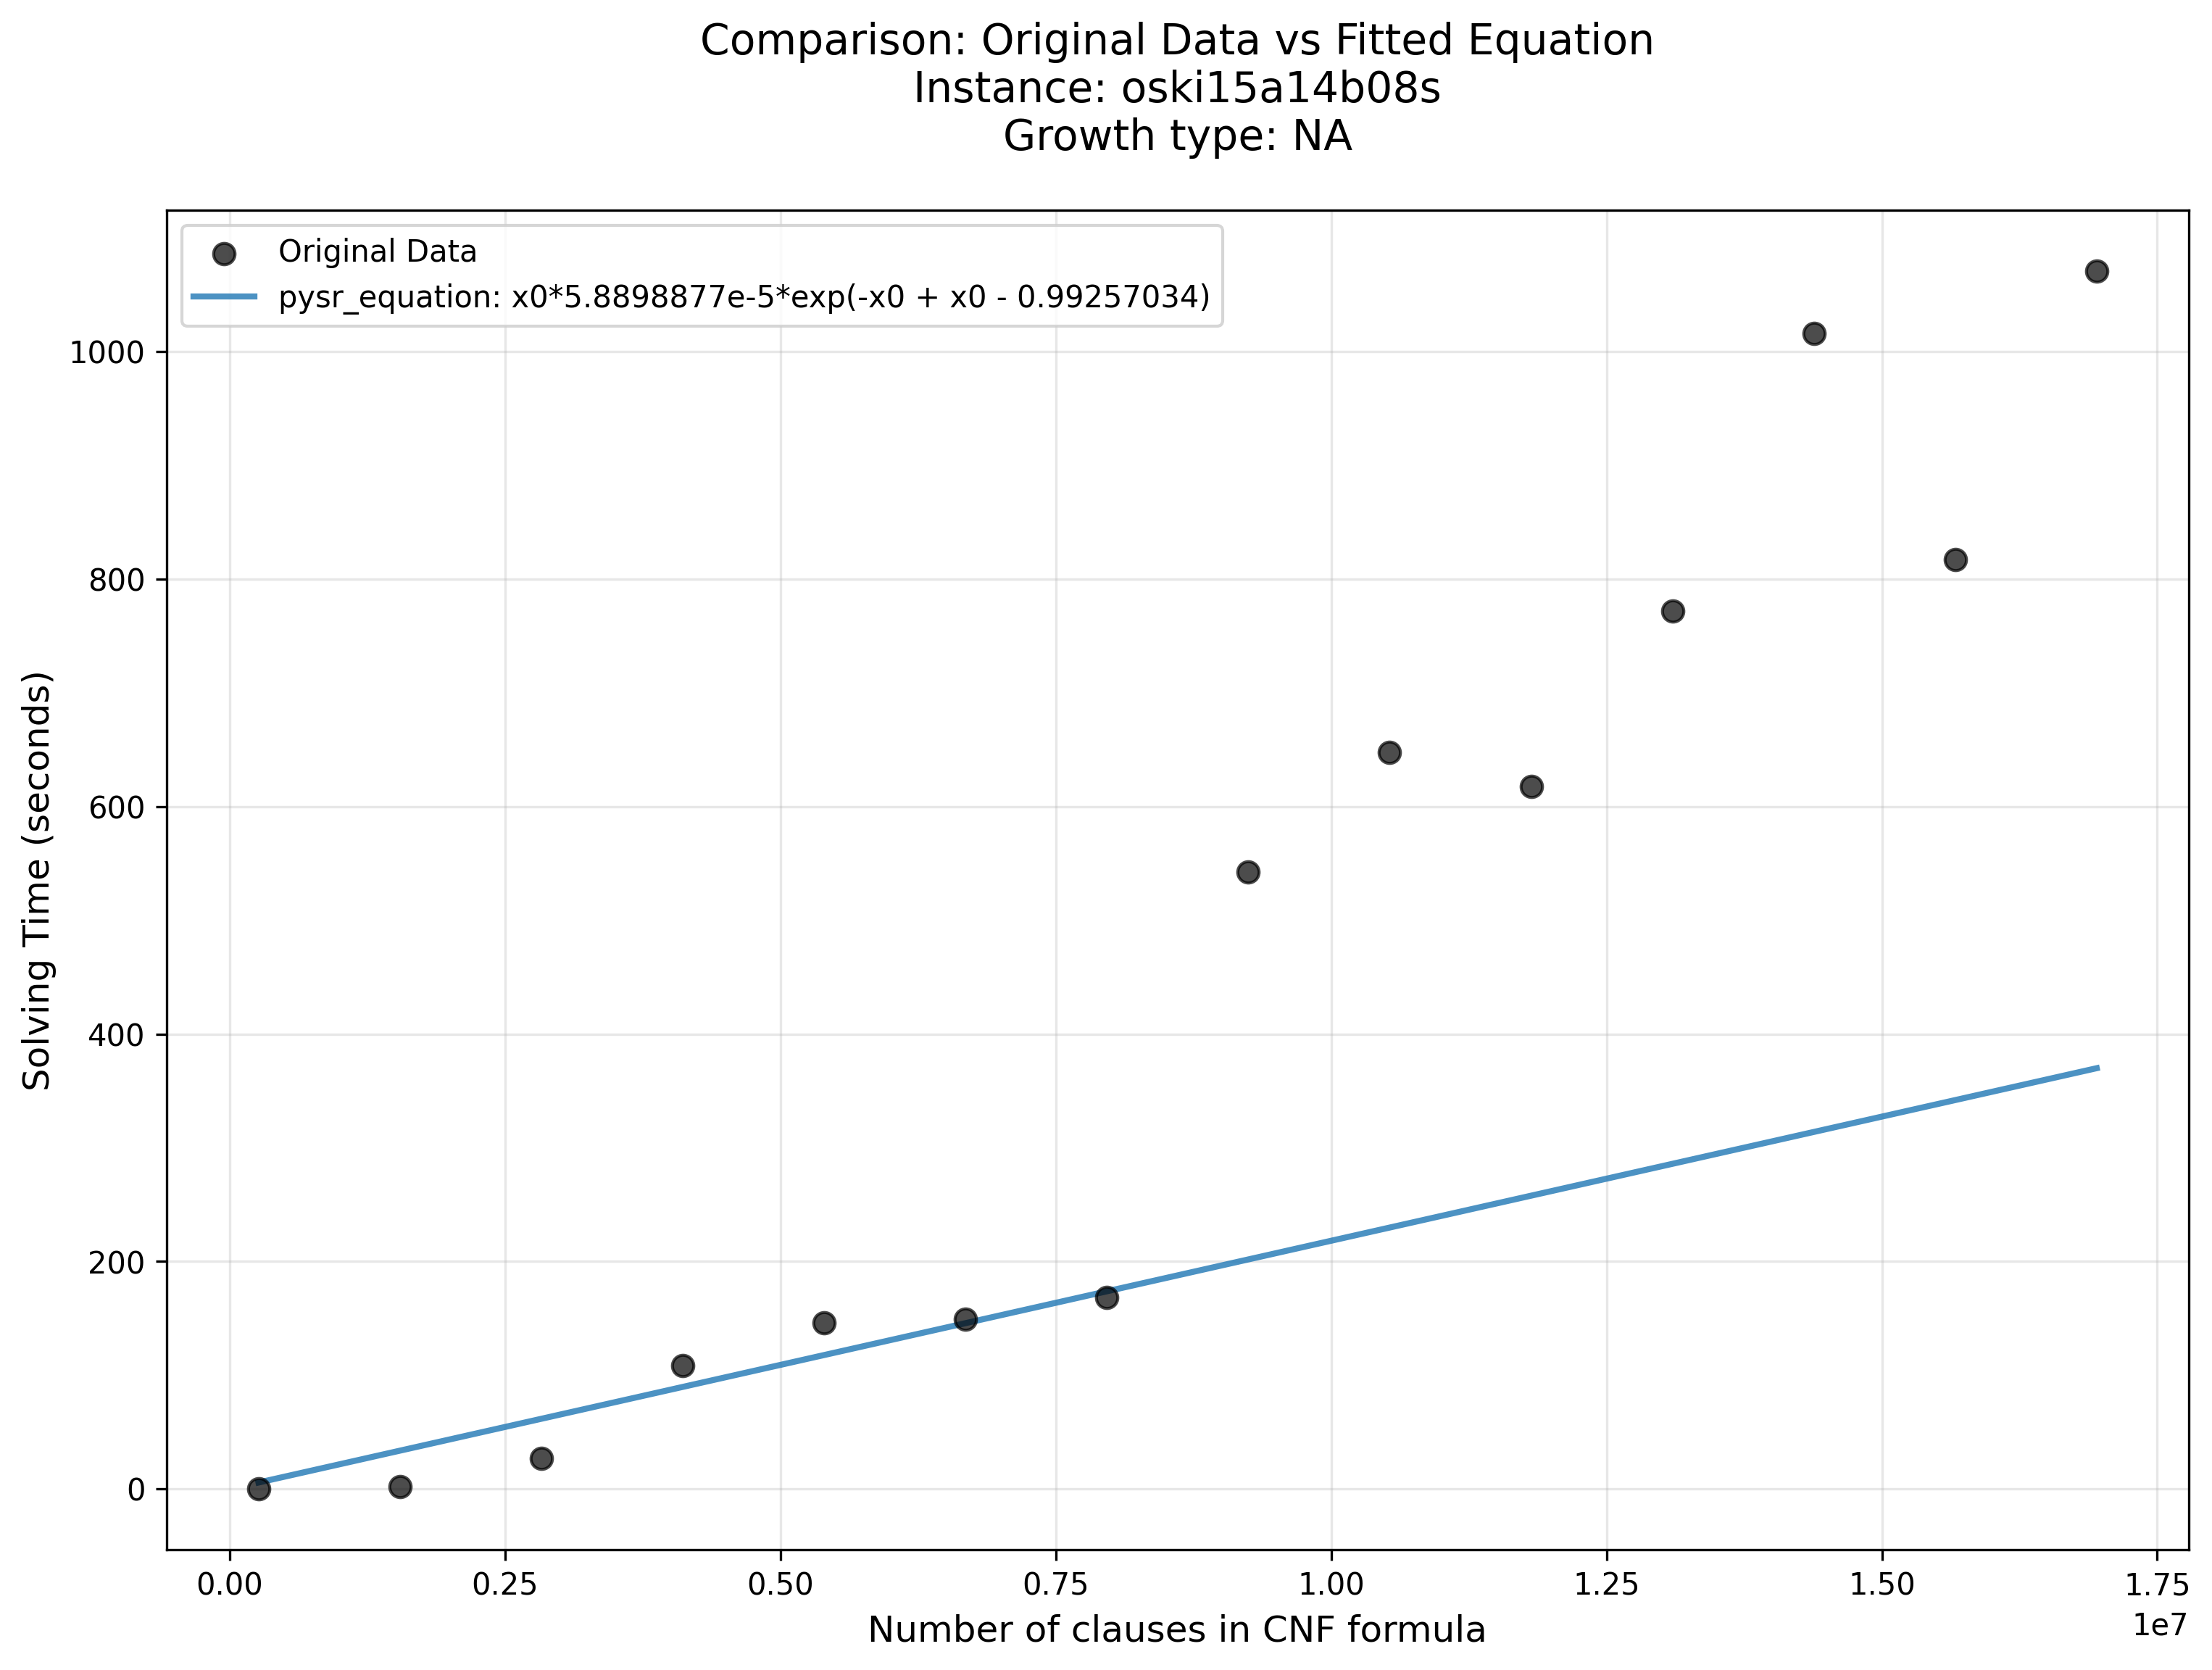 Comparison: Original Data vs Fitted Equation
Instance: oski15a14b08s
Growth type: NA
Original Data
pysr_equation: x0*5.8898877e-5*exp(-x0 + x0 - 0.99257034)
1000
800
600
400
200
0
Solving Time (seconds)
0.00 0.25 0.50 0.75 1.00 1.25 1.50 1.75
1e7
Number of clauses in CNF formula